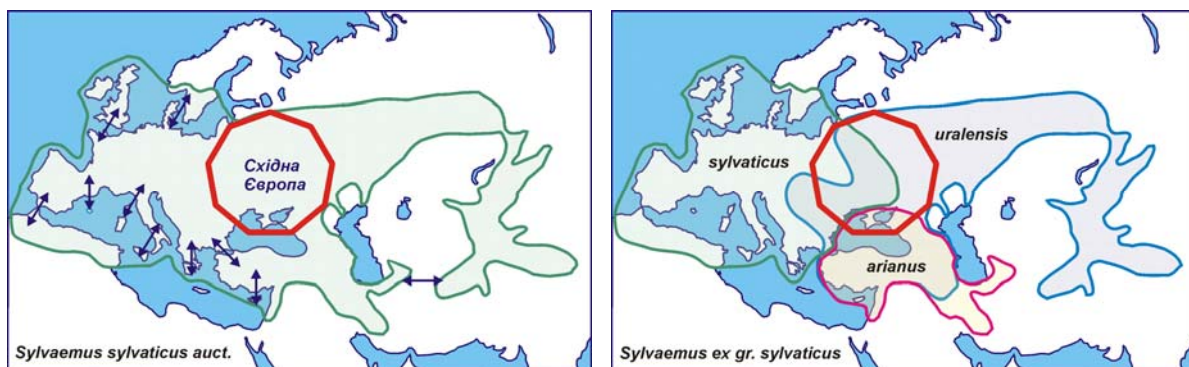 Східна
Європа
Sylvaemus sylvaticus auct.
sylvaticus
uralensis
arianus
Sylvaemus ex gr. sylvaticus